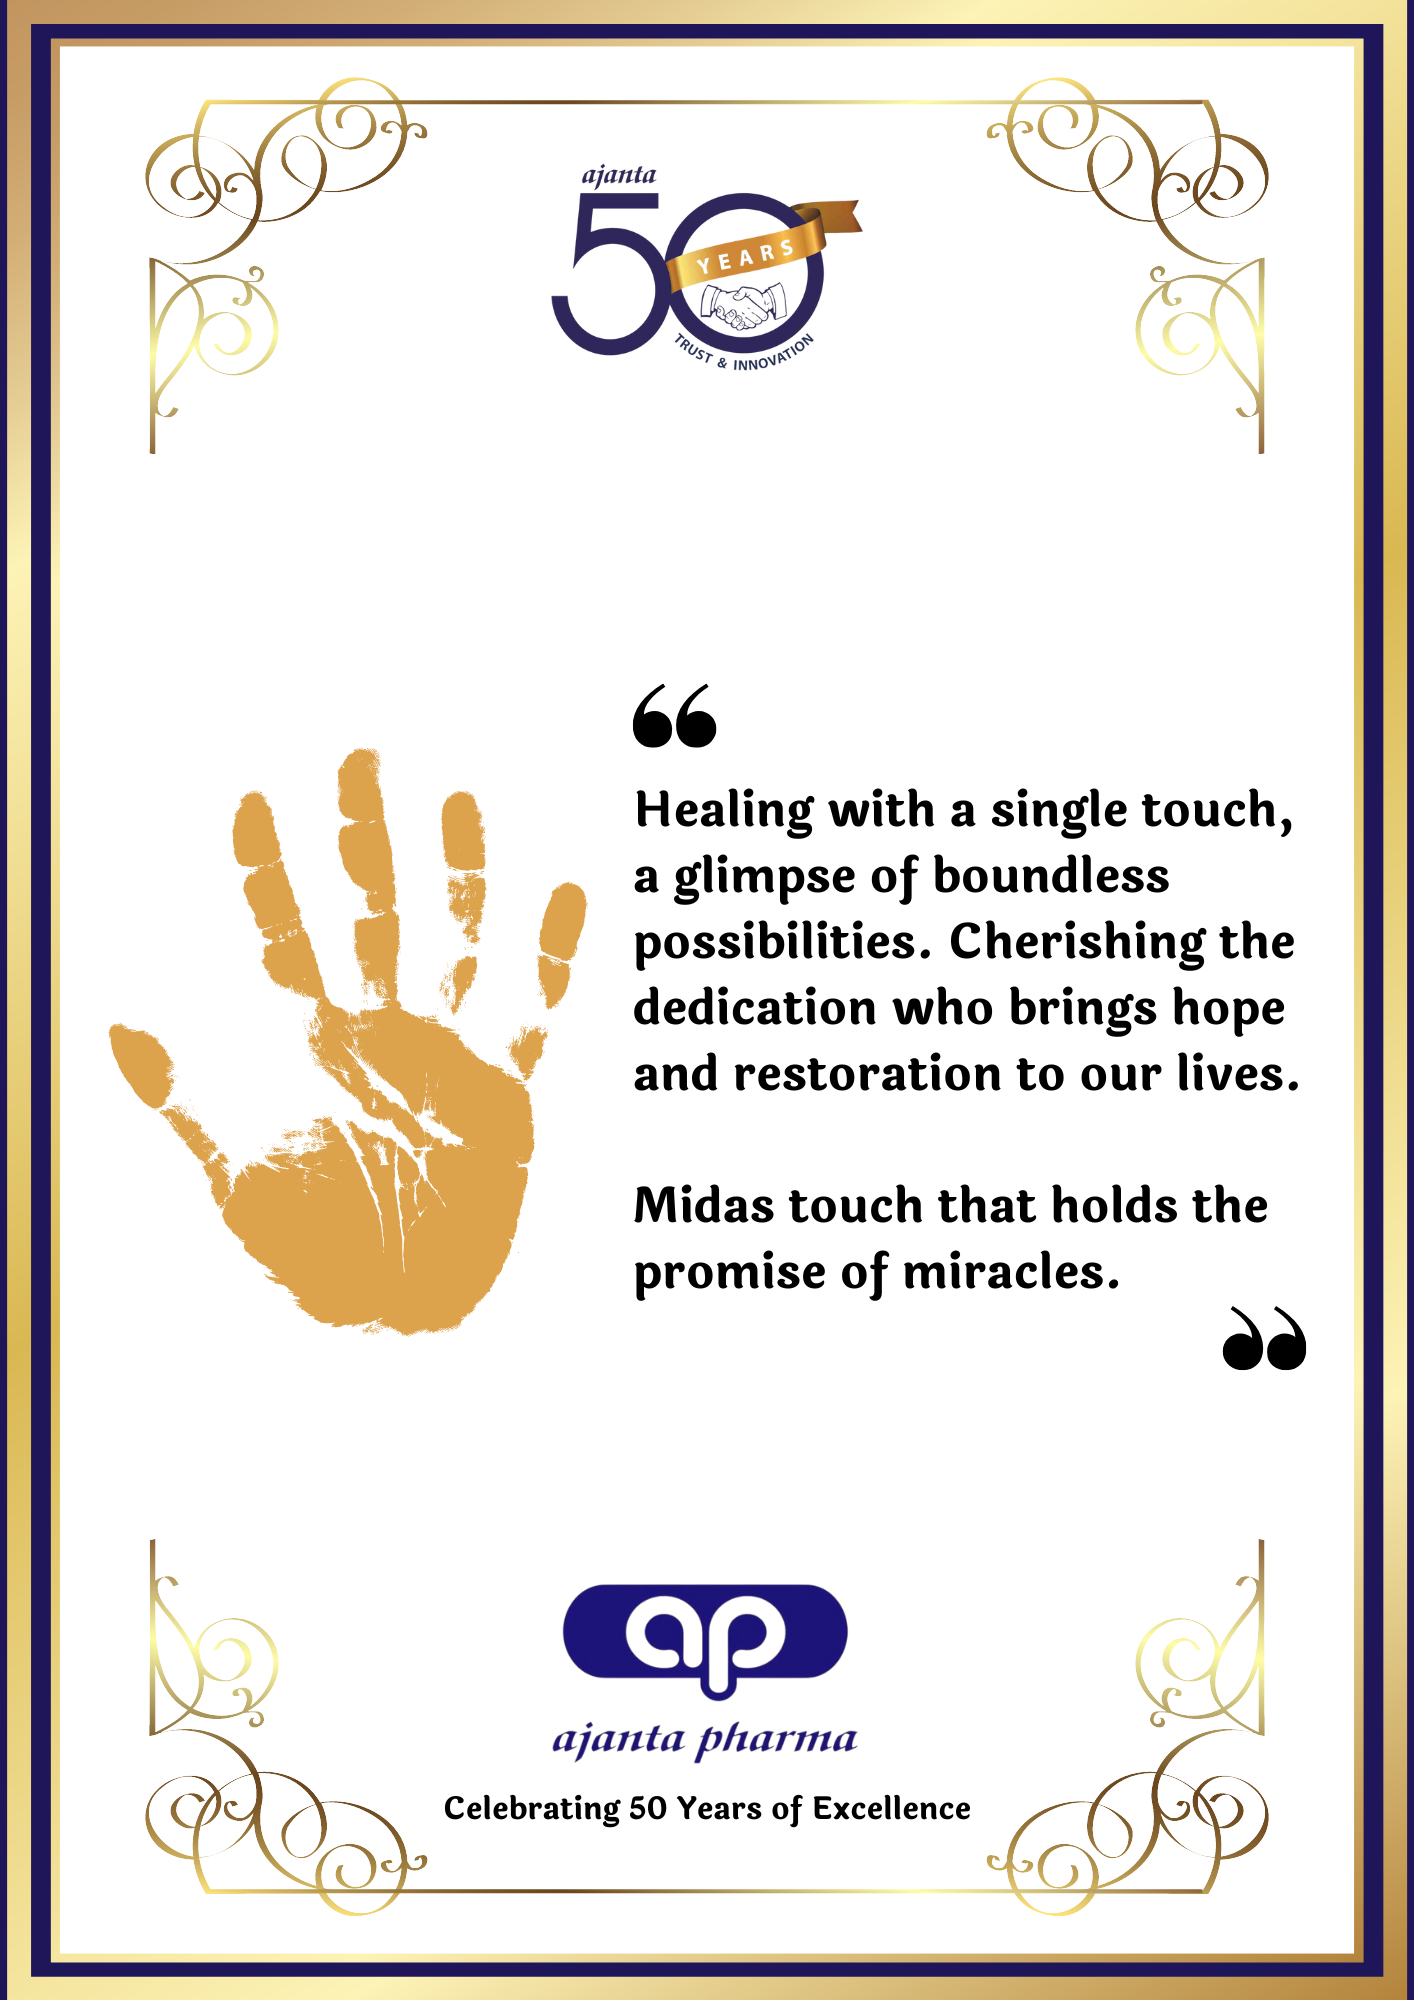 ajanta
50
YEARS
TRUST & INNOVATION
“
Healing with a single touch,
a glimpse of boundless
possibilities. Cherishing the
dedication who brings hope
and restoration to our lives.
Midas touch that holds the
promise of miracles.
”
ap
ajanta pharma
Celebrating 50 Years of Excellence